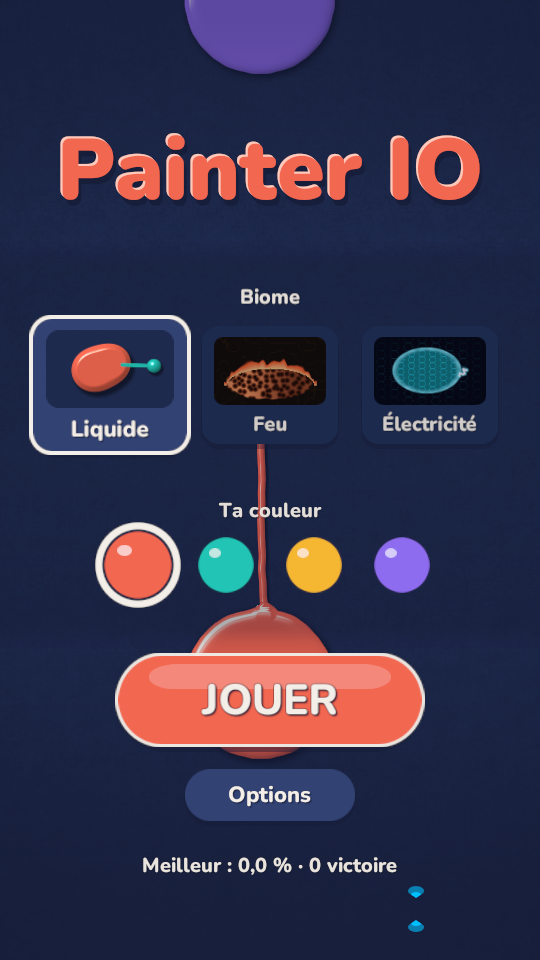 Painter IO
Biome
Liquide
Feu
Électricité
Ta couleur
JOUER
Options
Meilleur : 0,0 % · 0 victoire